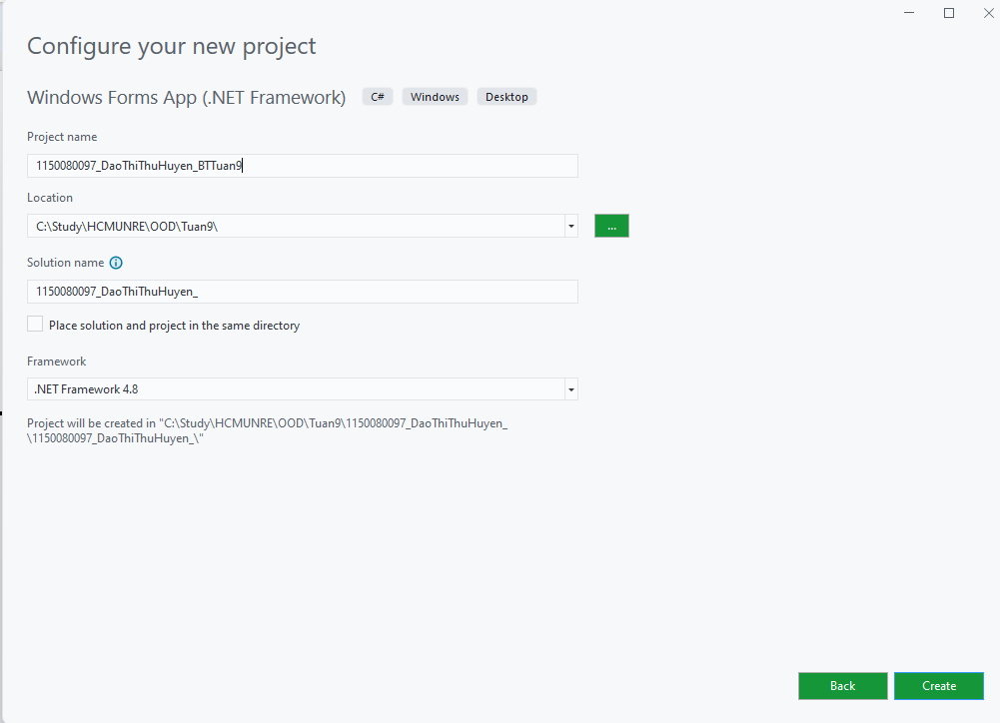 Configure your new project
Windows Forms App (.NET Framework) C# Windows Desktop
Project name
1150080097_DaoThiThuHuyen_BTTuan9
Location
C:\Study\HCMUNRE\OOD\Tuan9\ ...
Solution name
1150080097_DaoThiThuHuyen_
Place solution and project in the same directory
Framework
.NET Framework 4.8
Project will be created in "C:\Study\HCMUNRE\OOD\Tuan9\1150080097_DaoThiThuHuyen_
\1150080097_DaoThiThuHuyen_\"
Back Create